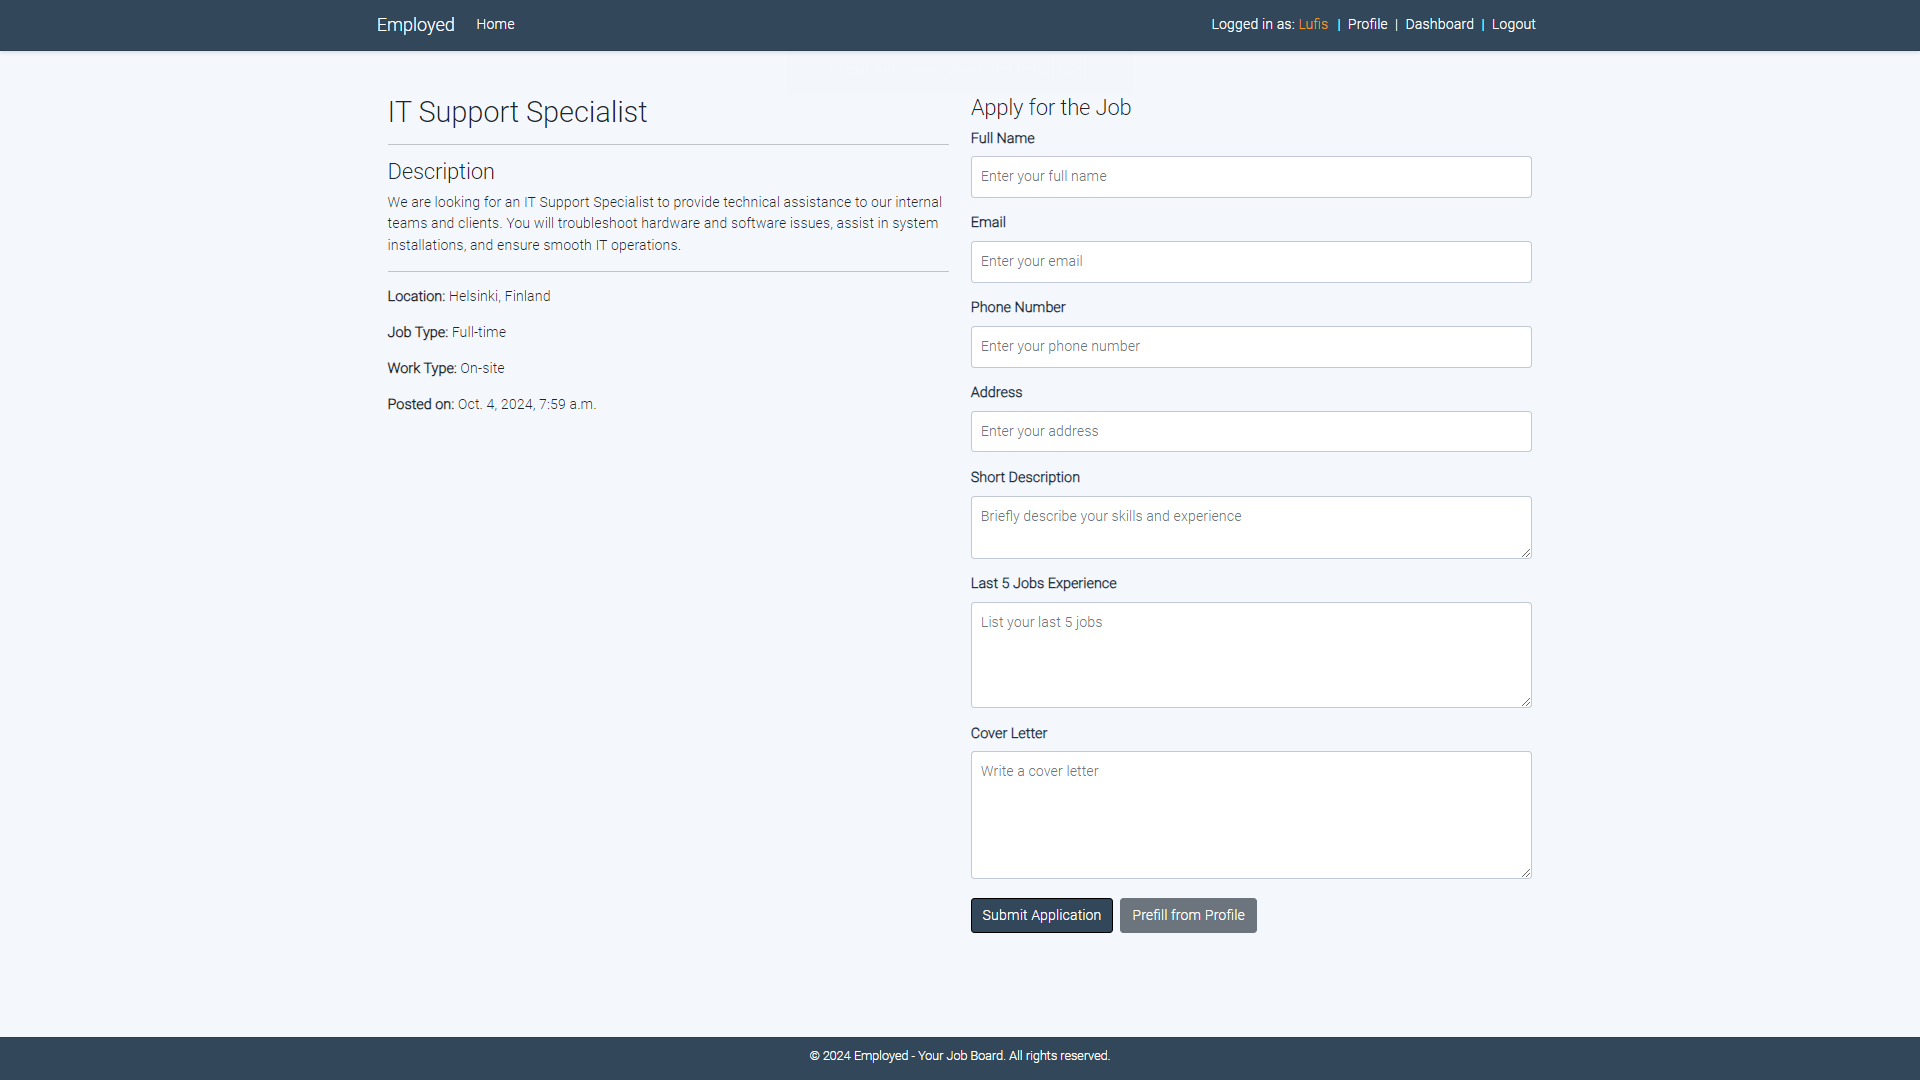 Employed
Home
Logged in as: Lufis | Profile | Dashboard | Logout
IT Support Specialist
Description
We are looking for an IT Support Specialist to provide technical assistance to our internal
teams and clients. You will troubleshoot hardware and software issues, assist in system
installations, and ensure smooth IT operations.
Location: Helsinki, Finland
Job Type: Full-time
Work Type: On-site
Posted on: Oct. 4, 2024, 7:59 a.m.
Apply for the Job
Full Name
Enter your full name
Email
Enter your email
Phone Number
Enter your phone number
Address
Enter your address
Short Description
Briefly describe your skills and experience
Last 5 Jobs Experience
List your last 5 jobs
Cover Letter
Write a cover letter
Submit Application
Prefill from Profile
© 2024 Employed - Your Job Board. All rights reserved.